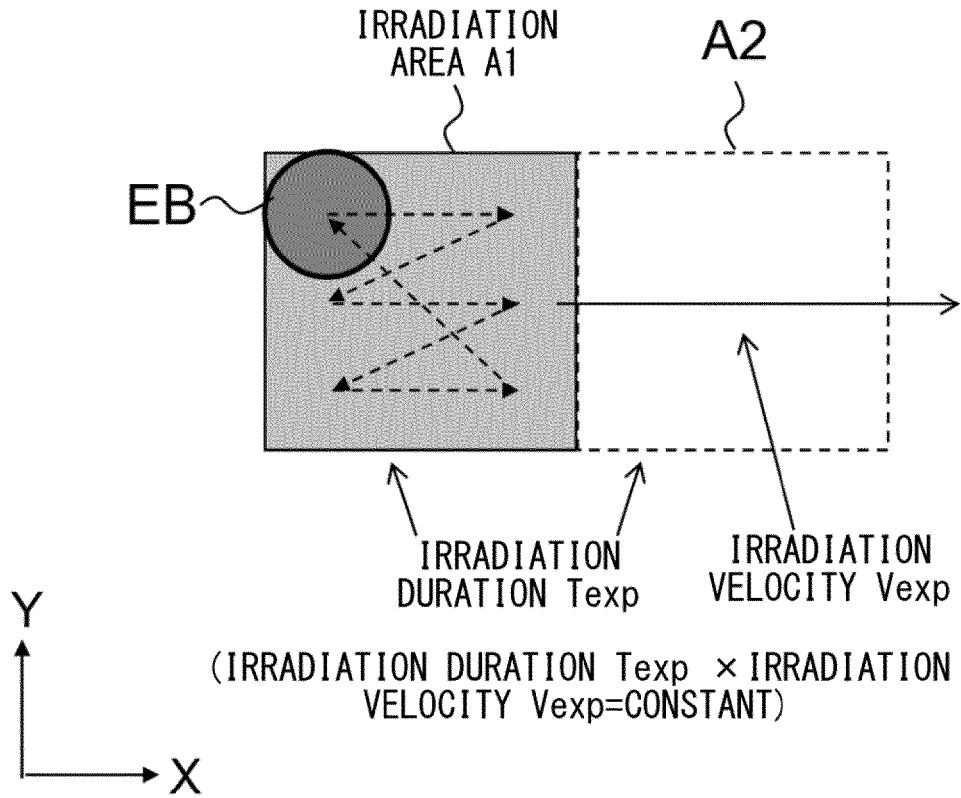 IRRADIATION
AREA A1
A2
EB
IRRADIATION
DURATION Texp
IRRADIATION
VELOCITY Vexp
(IRRADIATION DURATION Texp ×IRRADIATION
VELOCITY Vexp=CONSTANT)
Y
X